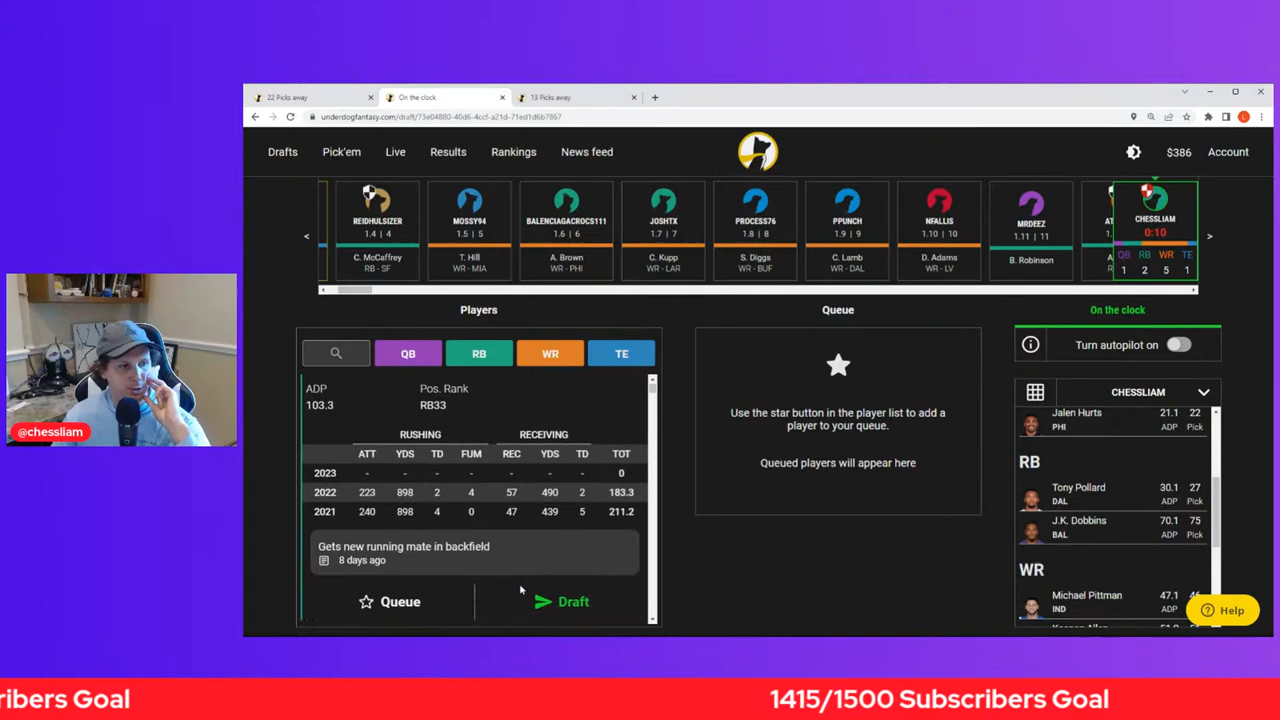 22 Picks away
On the clock
13 Picks away
underdogfantasy.com/draft/73e04880-40d6-4ccf-a21d-71ed1d6b7867
Drafts
Pick'em
Live
Results
Rankings
News feed
$386
Account
REIDHULSIZER
1.4 | 4
C. McCaffrey
RB - SF
MOSSY94
1.5 | 5
T. Hill
WR - MIA
BALENCIAGACROCS111
1.6 | 6
A. Brown
WR - PHI
JOSHTX
1.7 | 7
C. Kupp
WR - LAR
PROCESS76
1.8 | 8
S. Diggs
WR - BUF
PPUNCH
1.9 | 9
C. Lamb
WR - DAL
NFALLIS
1.10 | 10
D. Adams
WR - LV
MRDEEZ
1.11 | 11
B. Robinson
CHESSLIAM
0:10
QB RB WR TE
1 2 5 1
Players
Queue
On the clock
QB
RB
WR
TE
ADP Pos. Rank
103.3 RB33
RUSHING RECEIVING
ATT YDS TD FUM REC YDS TD TOT
2023 - - - - - - - 0
2022 223 898 2 4 57 490 2 183.3
2021 240 898 4 0 47 439 5 211.2
Gets new running mate in backfield
8 days ago
Queue
Draft
Use the star button in the player list to add a
player to your queue.
Queued players will appear here
Turn autopilot on
CHESSLIAM
Jalen Hurts 21.1 22
PHI ADP Pick
RB
Tony Pollard 30.1 27
DAL ADP Pick
J.K. Dobbins 70.1 75
BAL ADP Pick
WR
Michael Pittman 47.1
IND ADP
Help
@chessliam
ribers Goal
1415/1500 Subscribers Goal